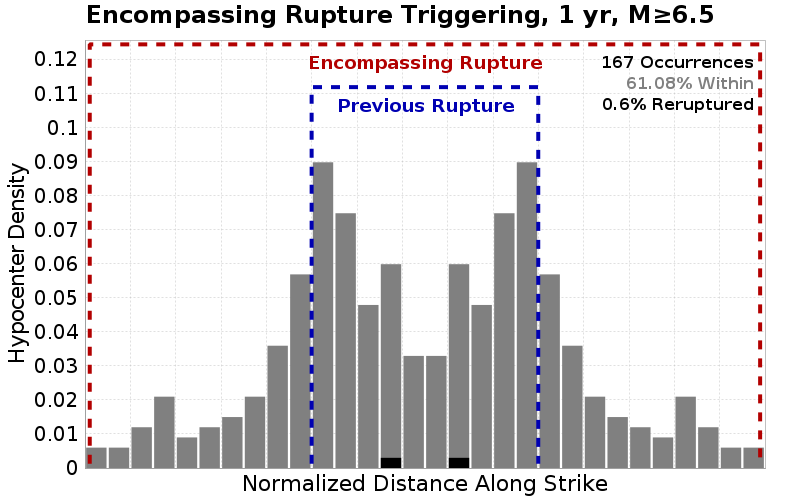 Encompassing Rupture Triggering, 1 yr, M≥6.5
Encompassing Rupture
167 Occurrences
61.08% Within
0.6% Reruptured
Previous Rupture
Hypocenter Density
0.12
0.11
0.1
0.09
0.08
0.07
0.06
0.05
0.04
0.03
0.02
0.01
0
Normalized Distance Along Strike